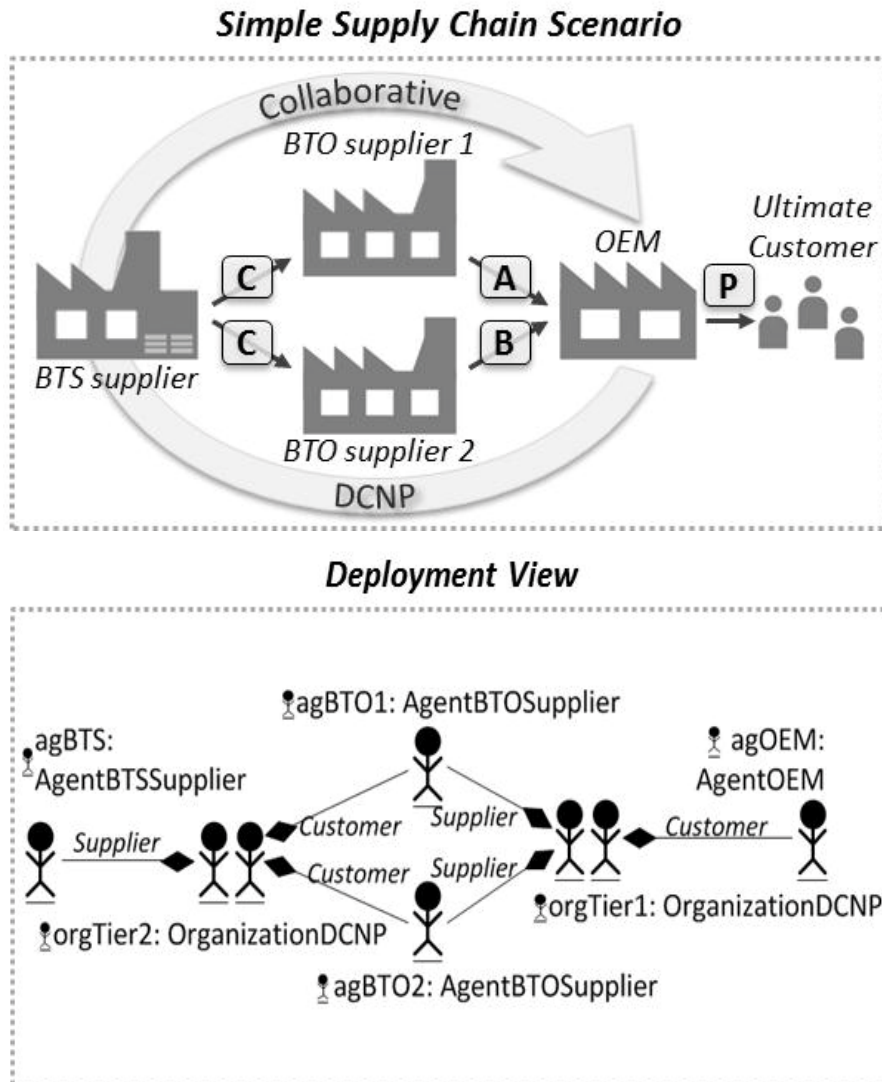 Simple Supply Chain Scenario
Collaborative
BTO supplier 1
Ultimate
Customer
OEM
C
A
P
C
B
BTS supplier
BTO supplier 2
DCNP
Deployment View
agBTO1: AgentBTOSupplier
agBTS:
AgentBTSSupplier
agOEM:
AgentOEM
Supplier
Customer
Supplier
Customer
Customer
Supplier
orgTier2: OrganizationDCNP
orgTier1: OrganizationDCNP
agBTO2: AgentBTOSupplier